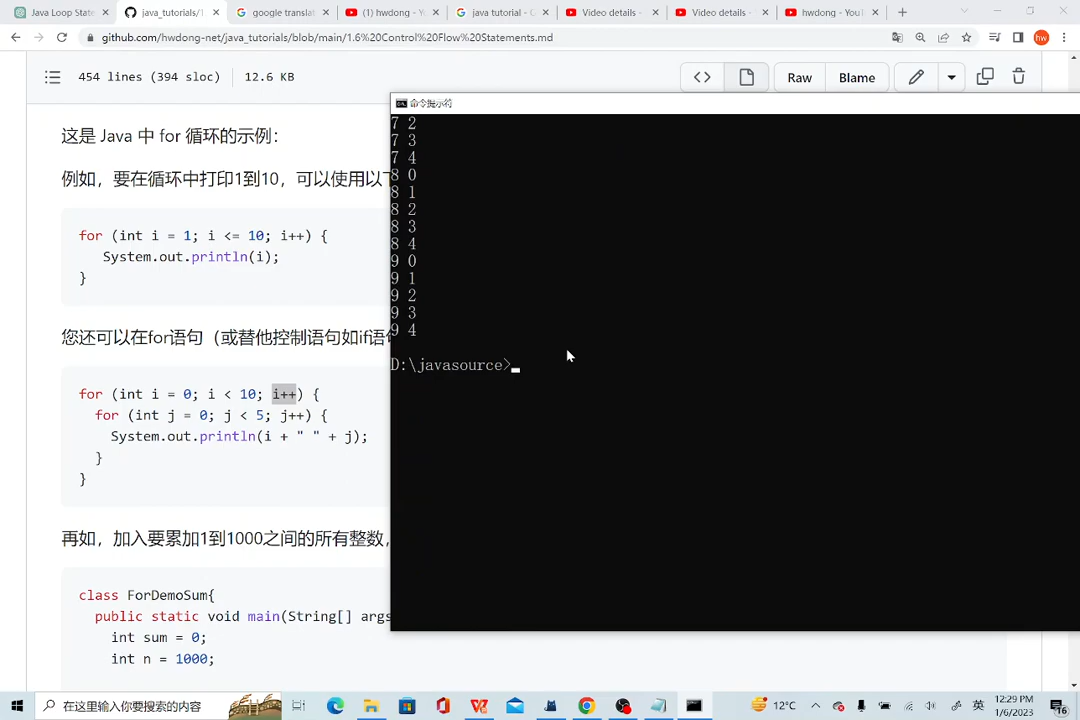 Java Loop State
java_tutorials/1
google translat
(1) hwdong - Y
java tutorial - G
Video details -
Video details -
hwdong - You
github.com/hwdong-net/java_tutorials/blob/main/1.6%20Control%20Flow%20Statements.md
hw
454 lines (394 sloc)
12.6 KB
Raw
Blame
这是 Java 中 for 循环的示例:
例如，要在循环中打印1到10，可以使用以下
for (int i = 1; i <= 10; i++) {
System.out.println(i);
}
您还可以在for语句（或替他控制语句如if语
for (int i = 0; i < 10; i++) {
for (int j = 0; j < 5; j++) {
System.out.println(i + " " + j);
}
}
再如，加入要累加1到1000之间的所有整数，
class ForDemoSum{
public static void main(String[] args
int sum = 0;
int n = 1000;
命令提示符
7 2
7 3
7 4
8 0
8 1
8 2
8 3
8 4
9 0
9 1
9 2
9 3
9 4
D:\javasource>
在这里输入你要搜索的内容
12°C
英
12:29 PM
1/6/2023
16